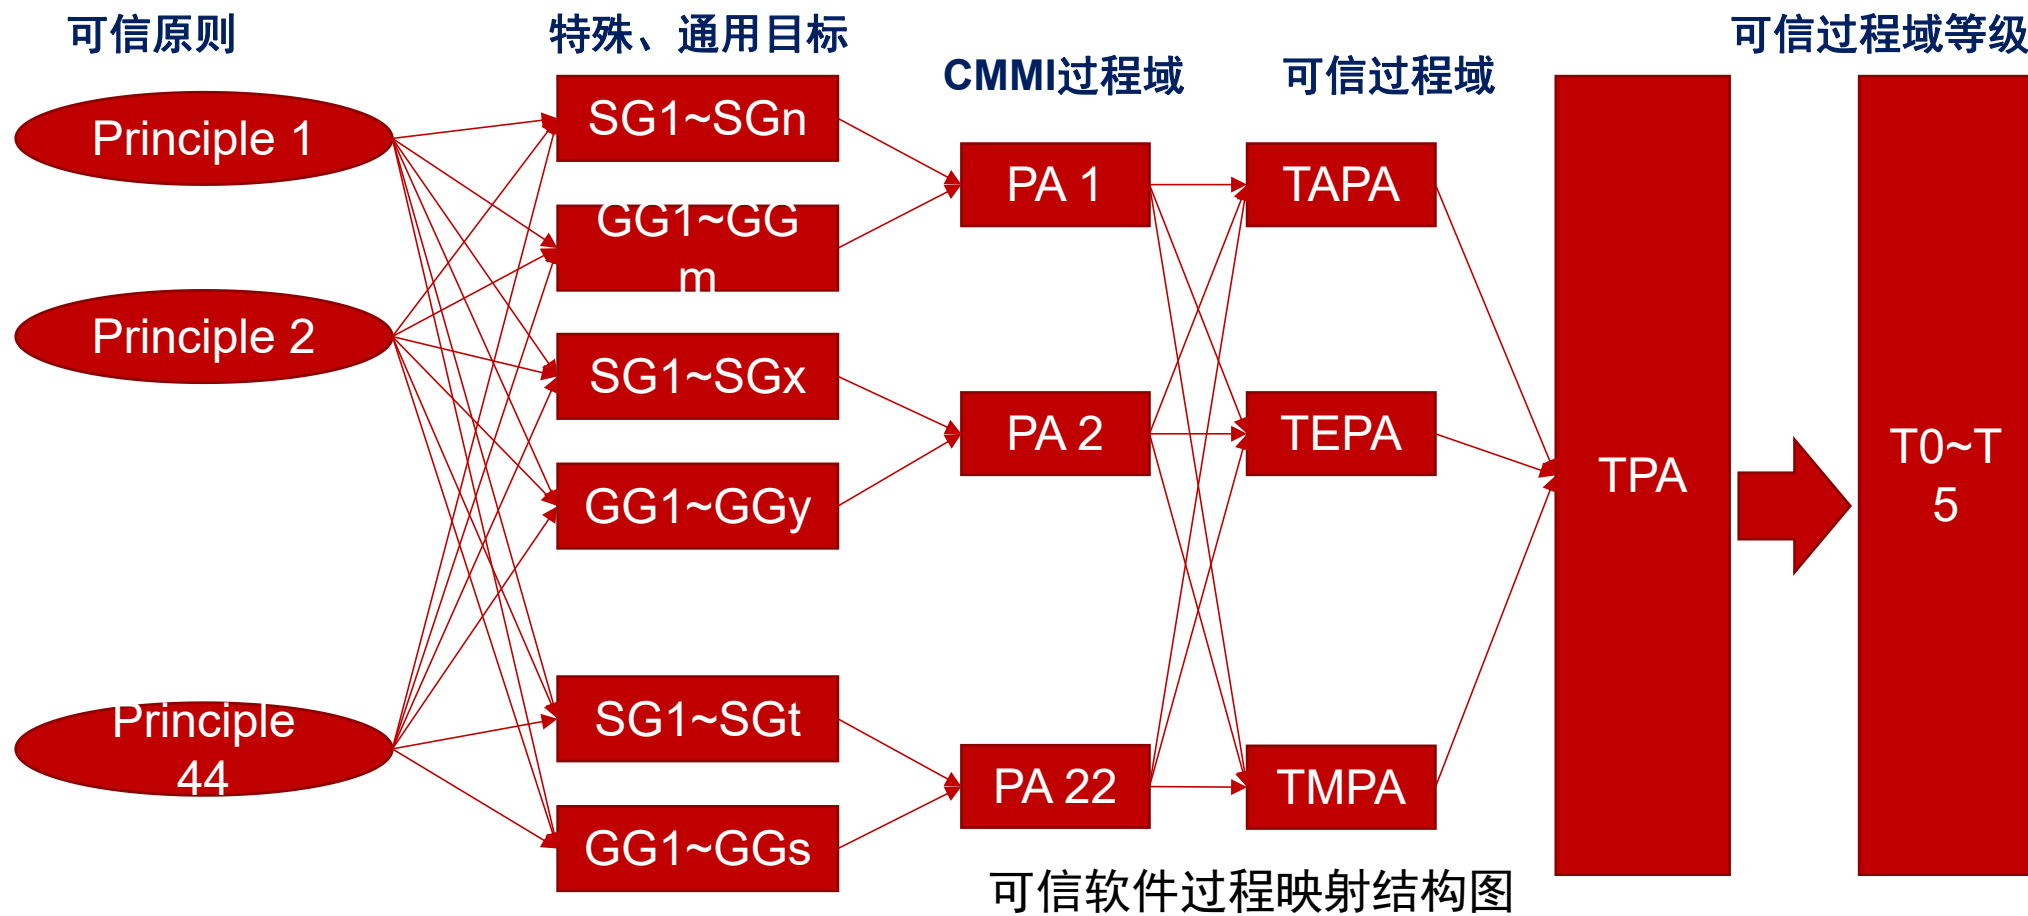 可信原则
特殊、通用目标
CMMI过程域
可信过程域
可信过程域等级
Principle 1
Principle 2
Principle
44
SG1~SGn
GG1~GG
m
SG1~SGx
GG1~GGy
SG1~SGt
GG1~GGs
PA 1
PA 2
PA 22
TAPA
TEPA
TMPA
TPA
T0~T
5
可信软件过程映射结构图